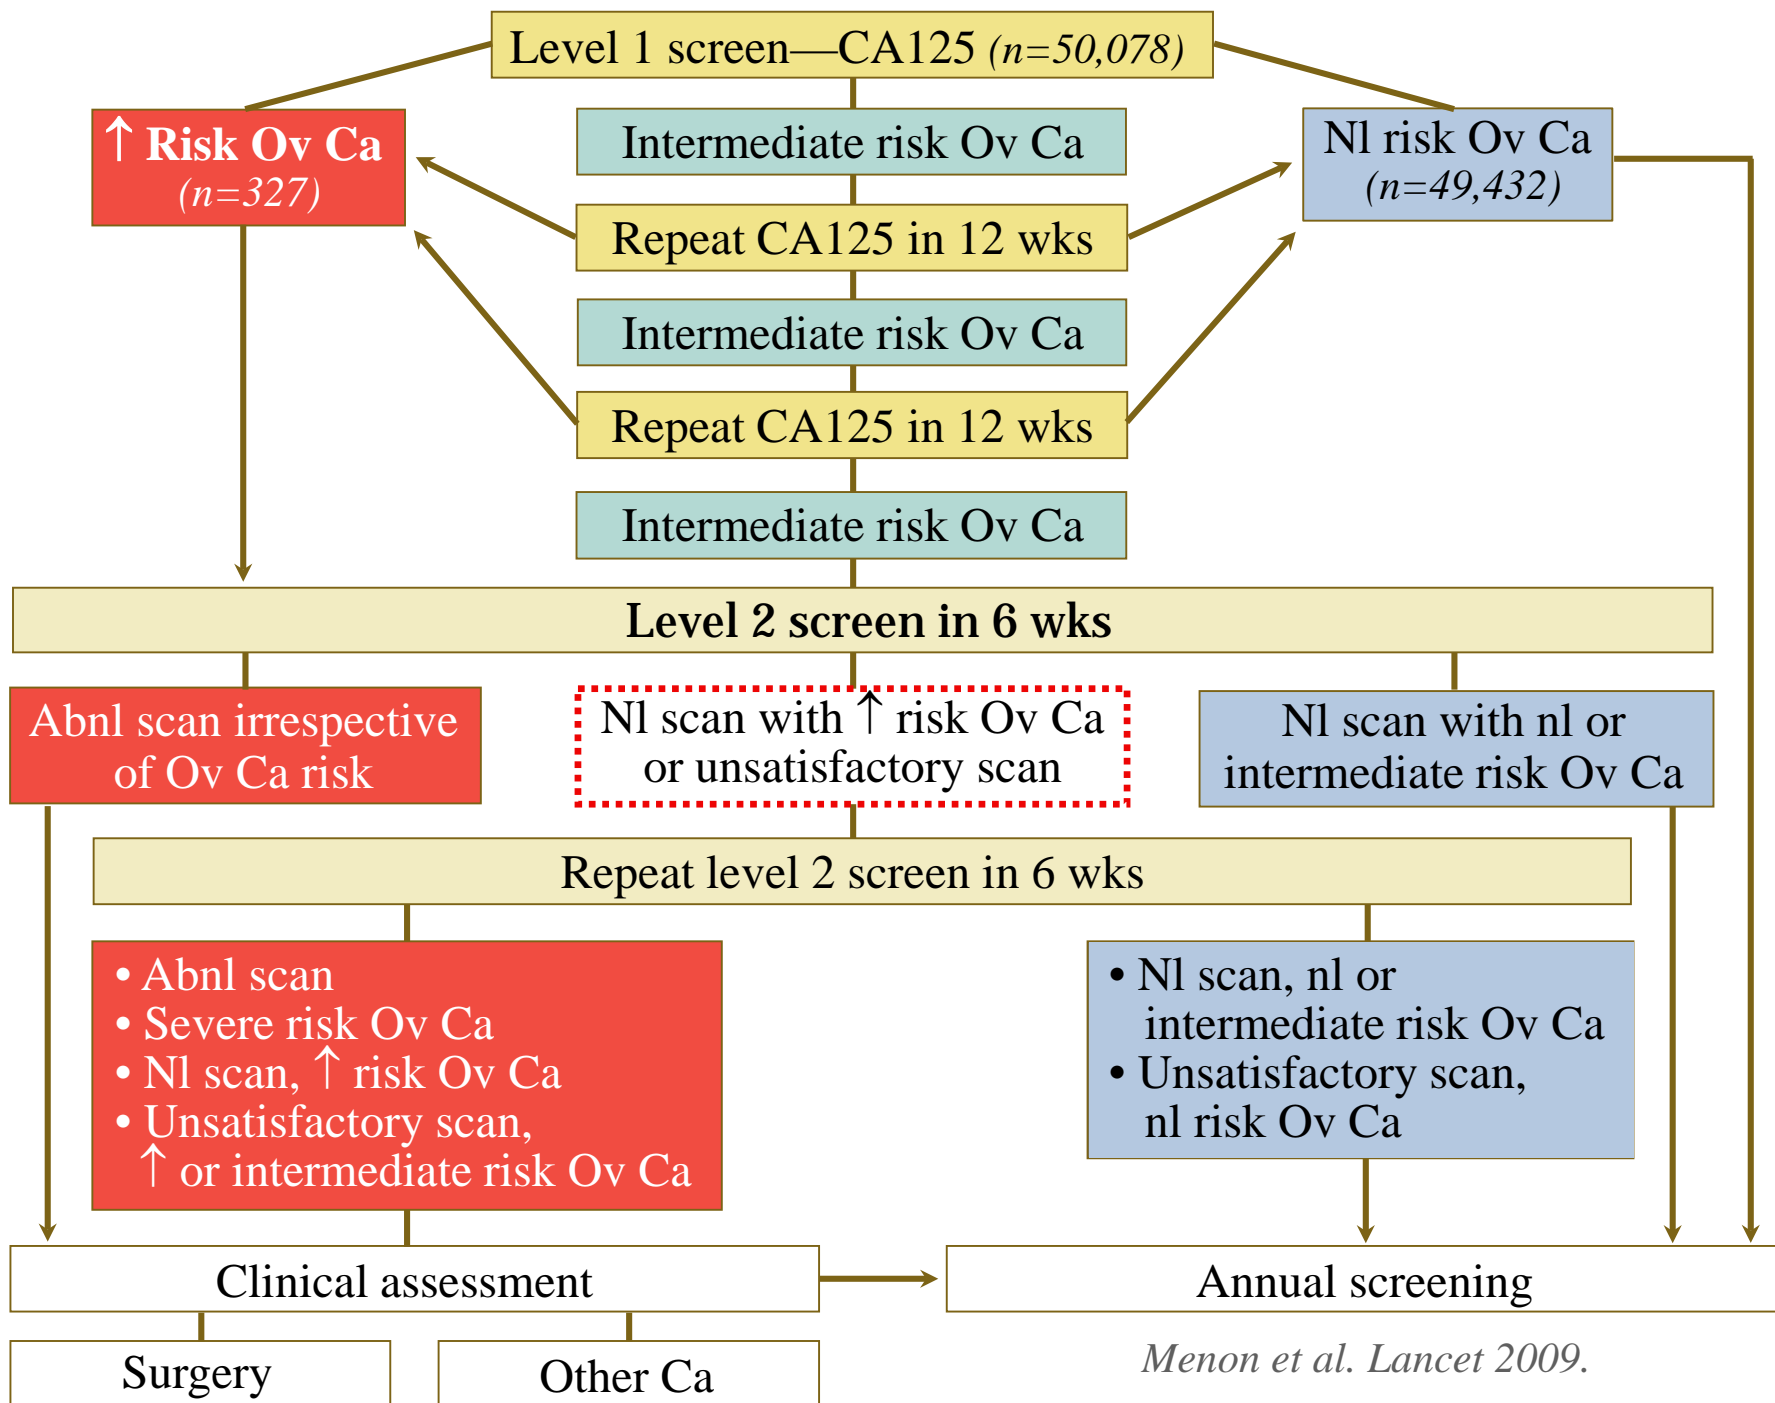 Level 1 screen—CA125 (n=50,078)
↑ Risk Ov Ca
(n=327)
Intermediate risk Ov Ca
Nl risk Ov Ca
(n=49,432)
Repeat CA125 in 12 wks
Intermediate risk Ov Ca
Repeat CA125 in 12 wks
Intermediate risk Ov Ca
Level 2 screen in 6 wks
Abnl scan irrespective
of Ov Ca risk
Nl scan with ↑ risk Ov Ca
or unsatisfactory scan
Nl scan with nl or
intermediate risk Ov Ca
Repeat level 2 screen in 6 wks
• Abnl scan
• Severe risk Ov Ca
• Nl scan, ↑ risk Ov Ca
• Unsatisfactory scan,
↑ or intermediate risk Ov Ca
• Nl scan, nl or
intermediate risk Ov Ca
• Unsatisfactory scan,
nl risk Ov Ca
Clinical assessment
Annual screening
Surgery
Other Ca
Menon et al. Lancet 2009.